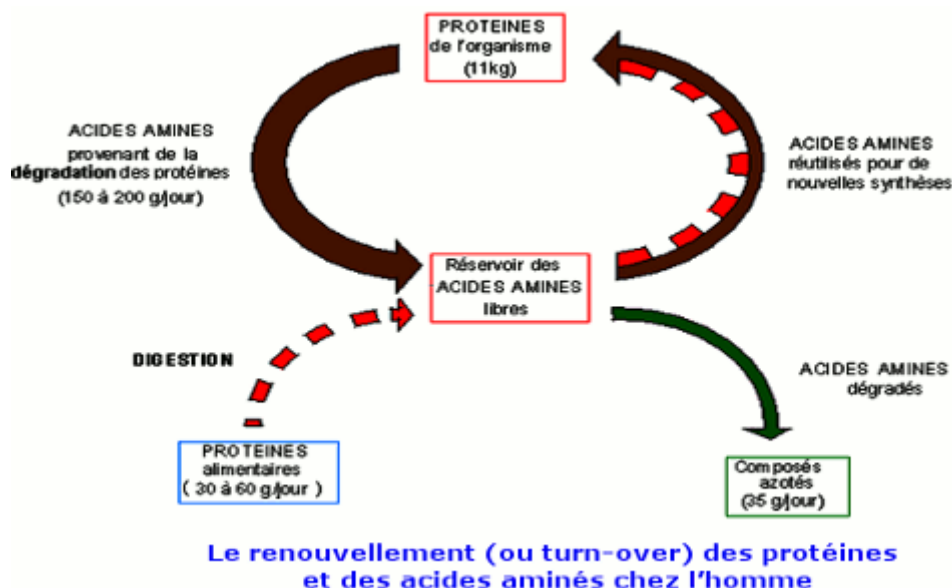 PROTEINES
de l'organisme
(11kg)
ACIDES AMINES
provenant de la
dégradation des protéines
(150 à 200 g/jour)
ACIDES AMINES
réutilisés pour de
nouvelles synthèses
Réservoir des
ACIDES AMINES
libres
DIGESTION
ACIDES AMINES
dégradés
PROTEINES
alimentaires
( 30 à 60 g/jour )
Composés
azotés
(35 g/jour)
Le renouvellement (ou turn-over) des protéines
et des acides aminés chez l'homme